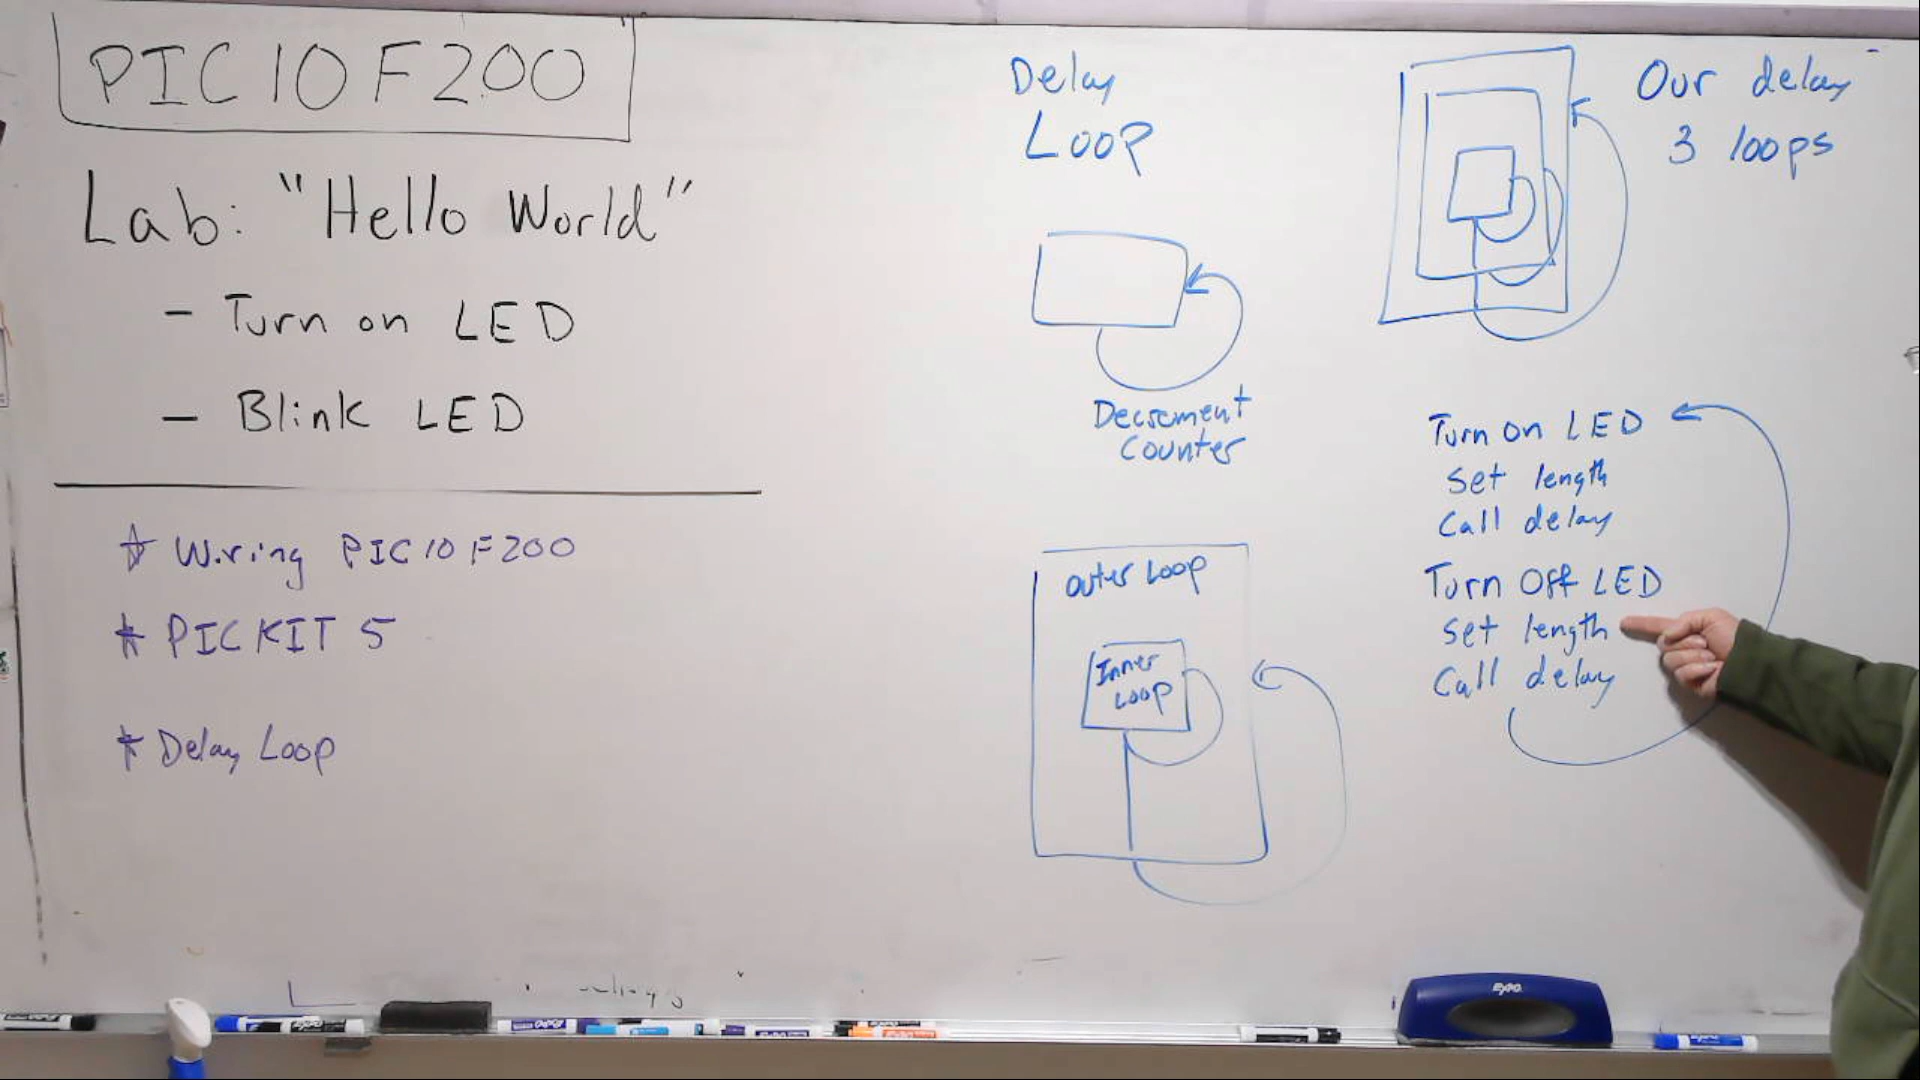 PIC10F200
Lab: "Hello World"
- Turn on LED
- Blink LED
* Wiring PIC10F200
* PICKIT 5
* Delay Loop
Delay
Loop
Decrement
Counter
outer Loop
Inner
Loop
Our delay
3 loops
Turn on LED
Set length
Call delay
Turn Off LED
Set length
Call delay
EXPO